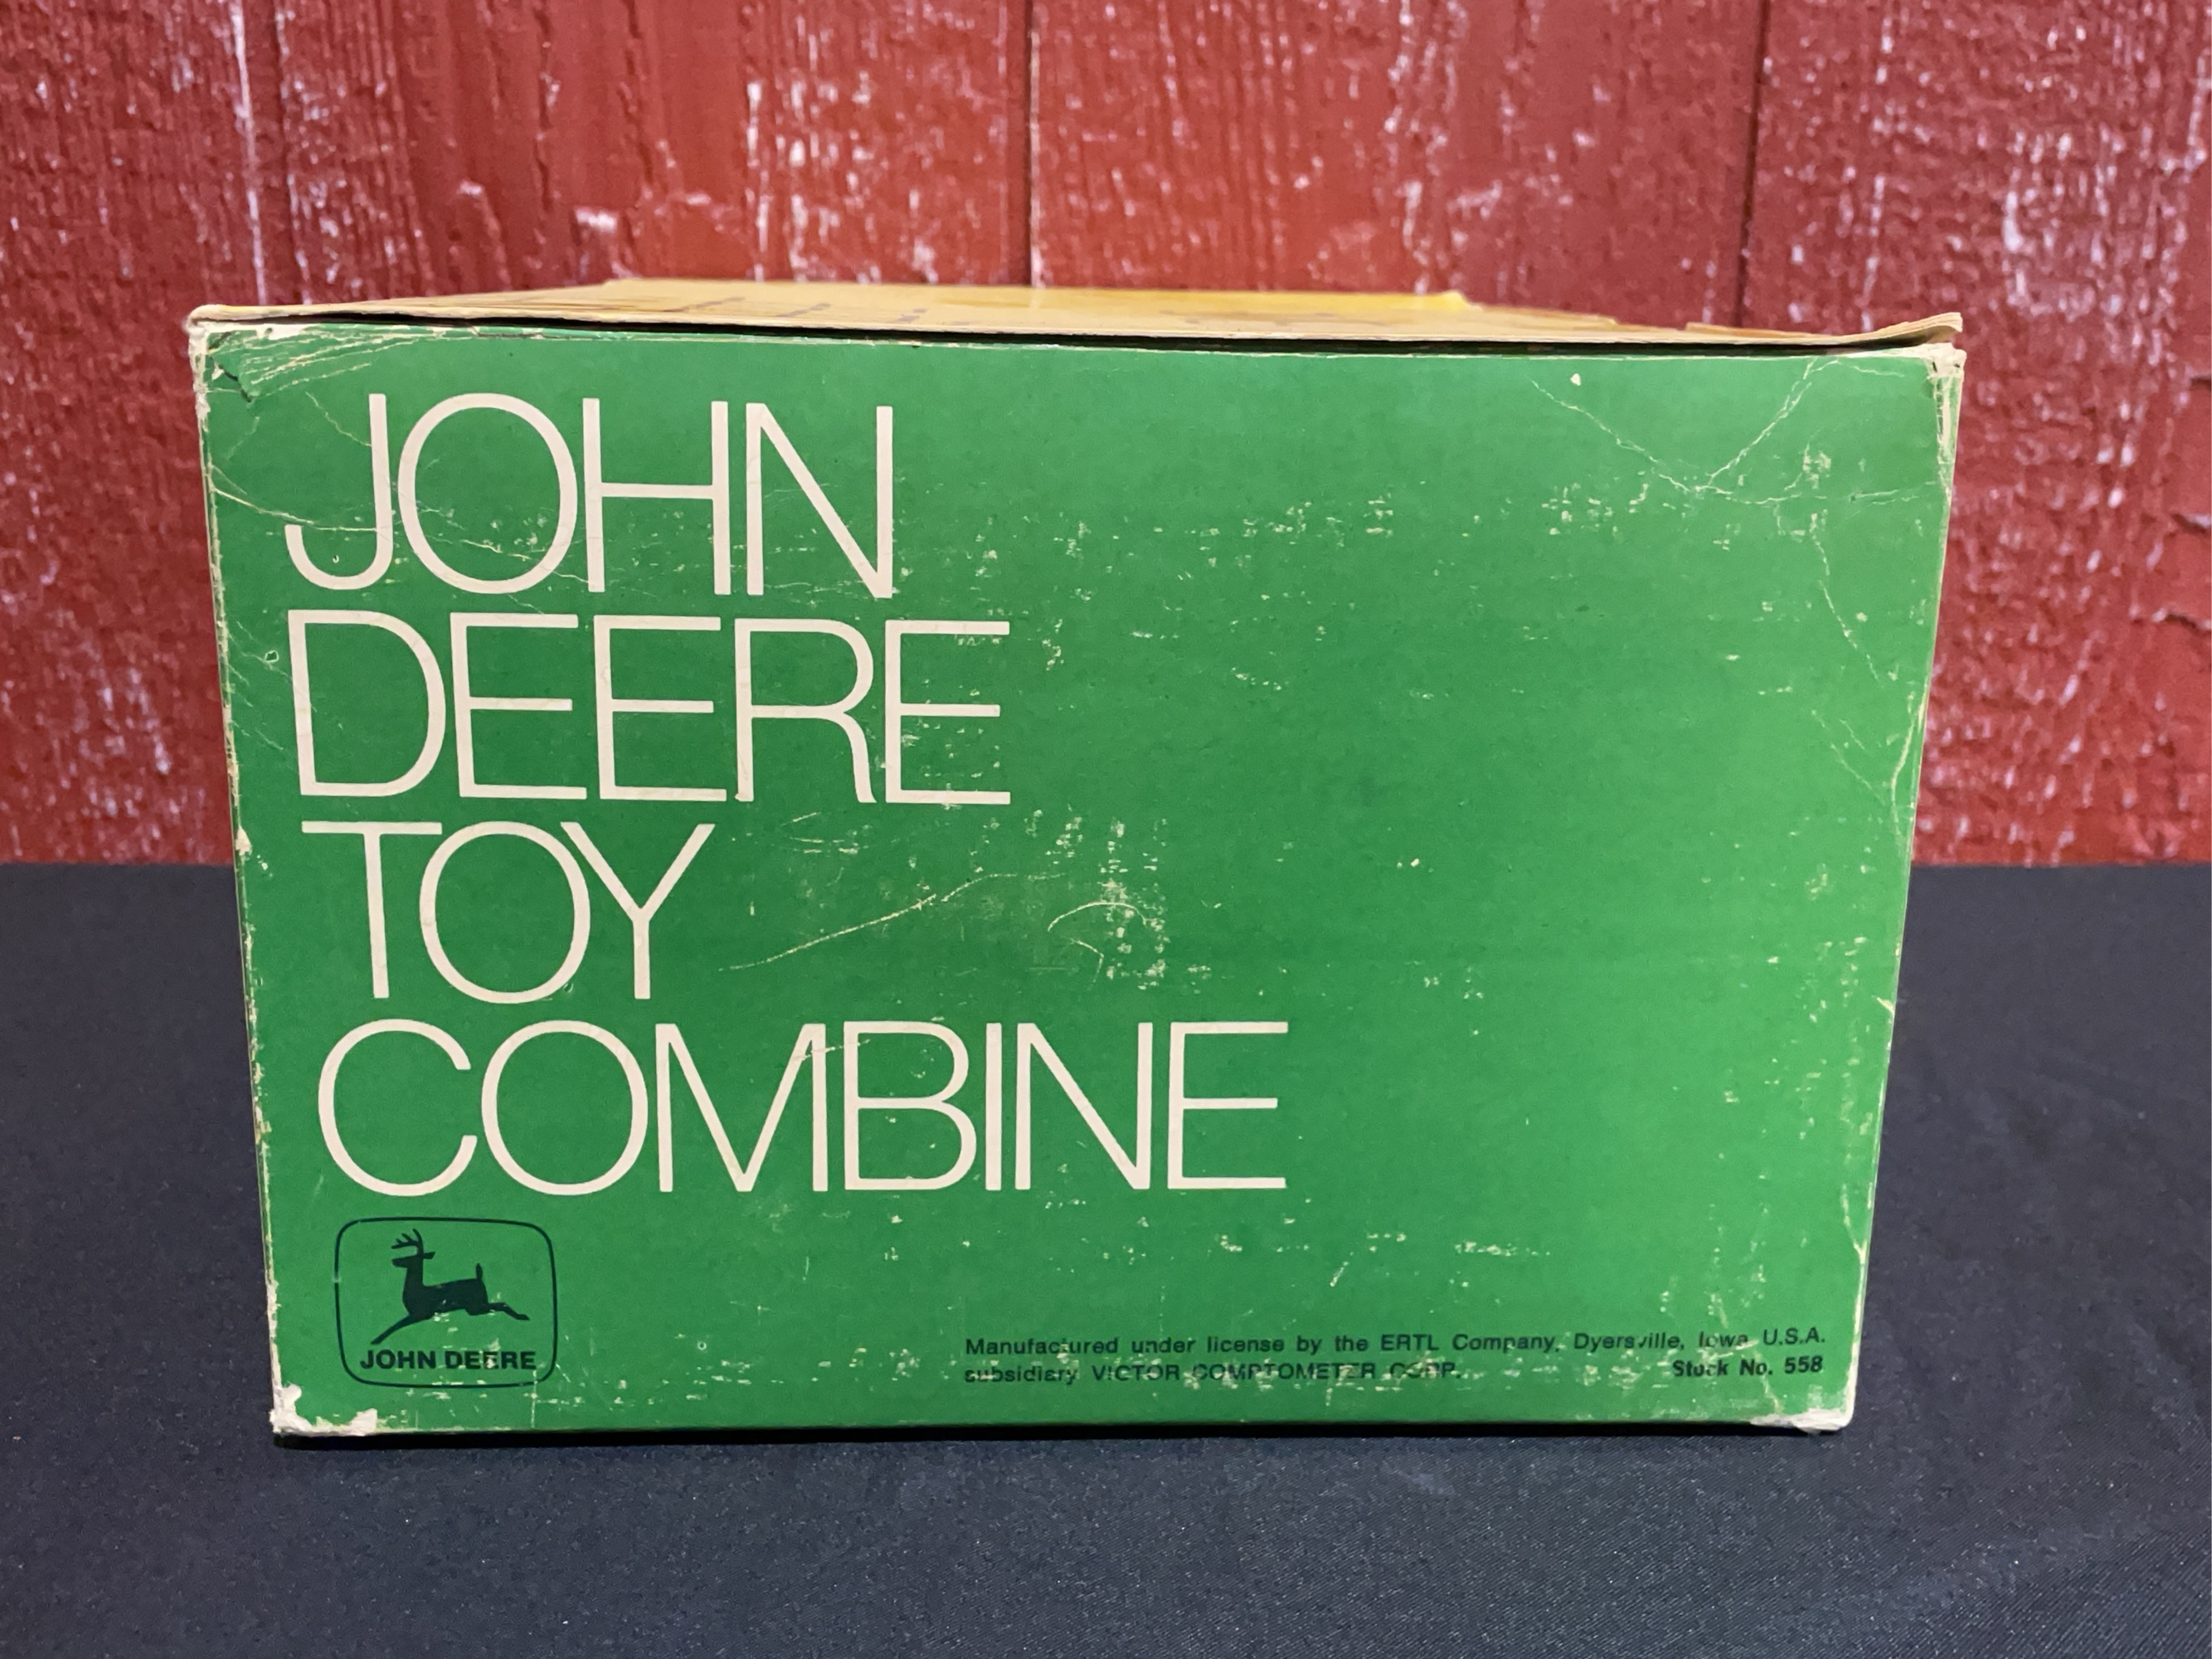 JOHN
DEERE
TOY
COMBINE
JOHN DEERE
Manufactured under license by the ERTL Company, Dyersville, Iowa U.S.A.
subsidiary VICTOR COMPTOMETER CORP. Stock No. 558